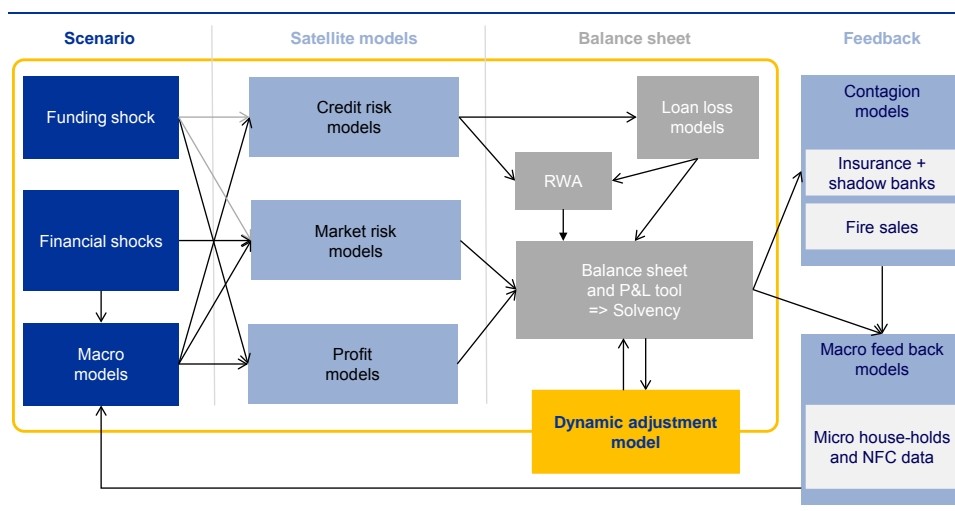 Scenario
Satellite models
Balance sheet
Feedback
Funding shock
Financial shocks
Macro
models
Credit risk
models
Market risk
models
Profit
models
Loan loss
models
RWA
Balance sheet
and P&L tool
=> Solvency
Dynamic adjustment
model
Contagion
models
Insurance +
shadow banks
Fire sales
Macro feed back
models
Micro house-holds
and NFC data